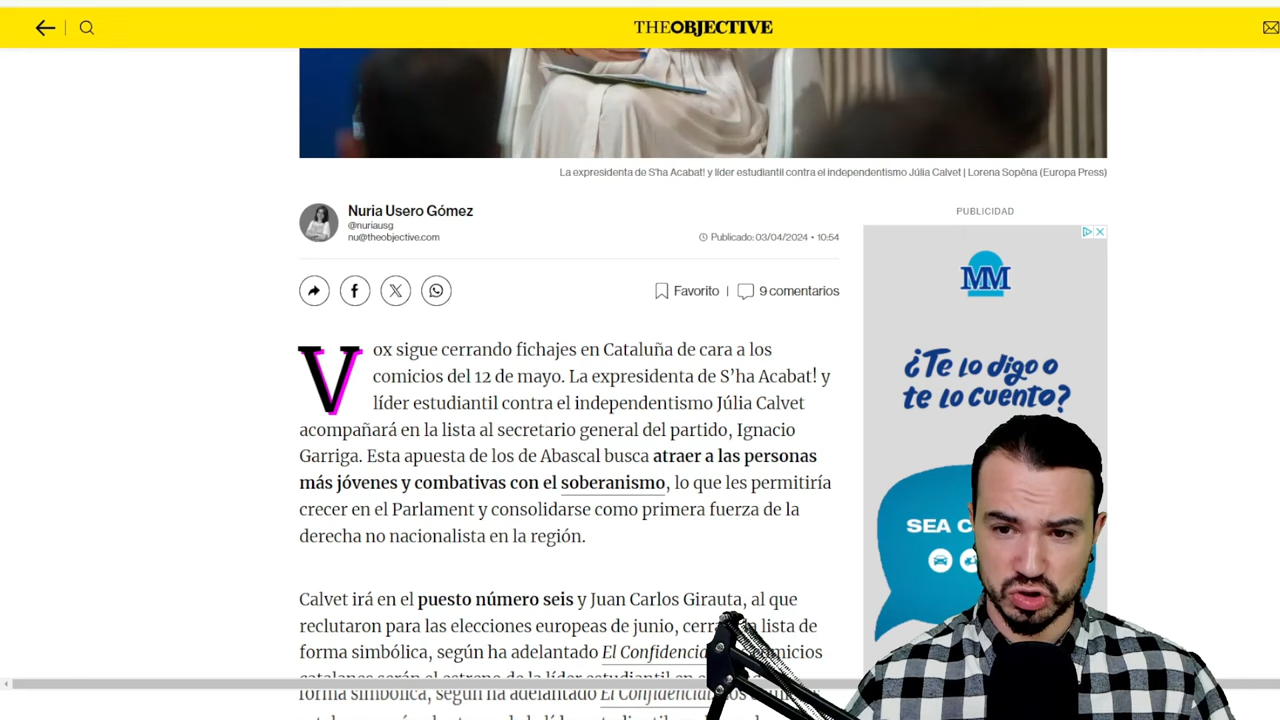 THEOBJECTIVE
La expresidenta de S'ha Acabat! y líder estudiantil contra el independentismo Júlia Calvet | Lorena Sopêna (Europa Press)
Nuria Usero Gómez
@nuriausg
nu@theobjective.com
Publicado: 03/04/2024 • 10:54
Favorito | 9 comentarios
Vox sigue cerrando fichajes en Cataluña de cara a los
comicios del 12 de mayo. La expresidenta de S'ha Acabat! y
líder estudiantil contra el independentismo Júlia Calvet
acompañará en la lista al secretario general del partido, Ignacio
Garriga. Esta apuesta de los de Abascal busca atraer a las personas
más jóvenes y combativas con el soberanismo, lo que les permitiría
crecer en el Parlament y consolidarse como primera fuerza de la
derecha no nacionalista en la región.
Calvet irá en el puesto número seis y Juan Carlos Girauta, al que
reclutaron para las elecciones europeas de junio, la lista de
forma simbólica, según ha adelantado El
forma simbólica, según ha adelantado El Confidencial
PUBLICIDAD
MM
¿Te lo digo o
te lo cuento?
SEA